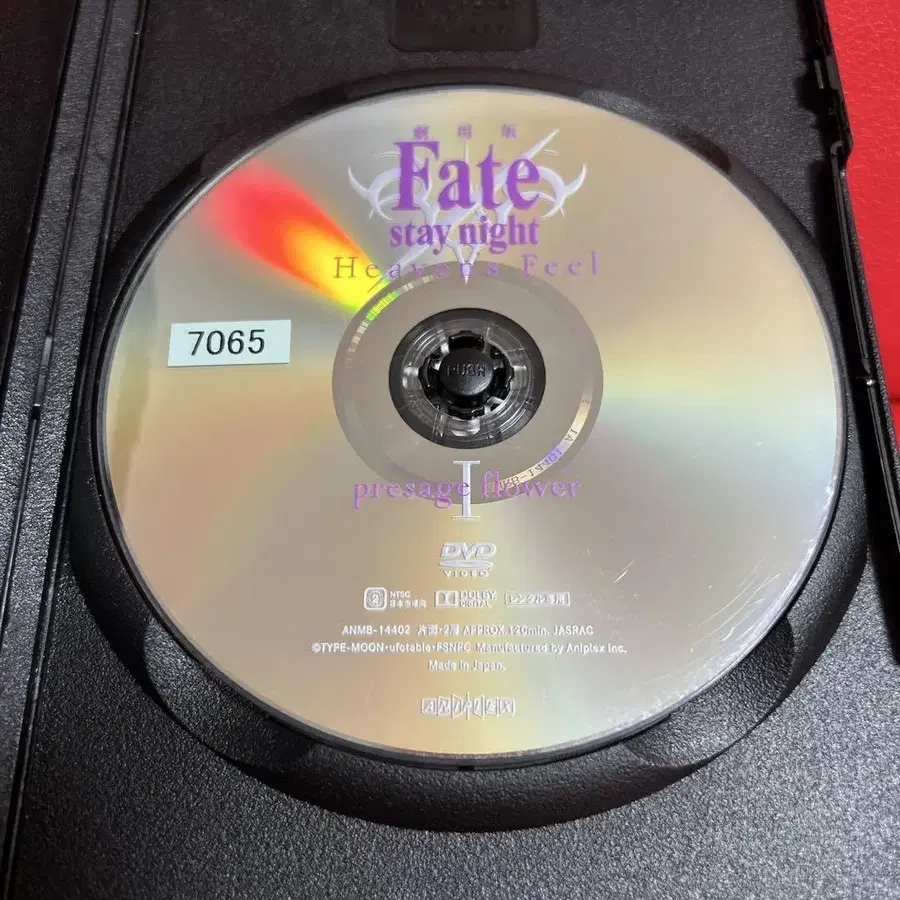 劇場版
Fate
stay night
Heaven's Feel
7065
PUSH
I
presage flower
DVD
VIDEO
2 NTSC 日本市場向
DOLBY DIGITAL
レンタル専用
ANMB-14402 片面・2層 APPROX.120min. JASRAC
©TYPE-MOON・ufotable・FSNPC Manufactured by Aniplex Inc.
Made in Japan.
ANIPLEX